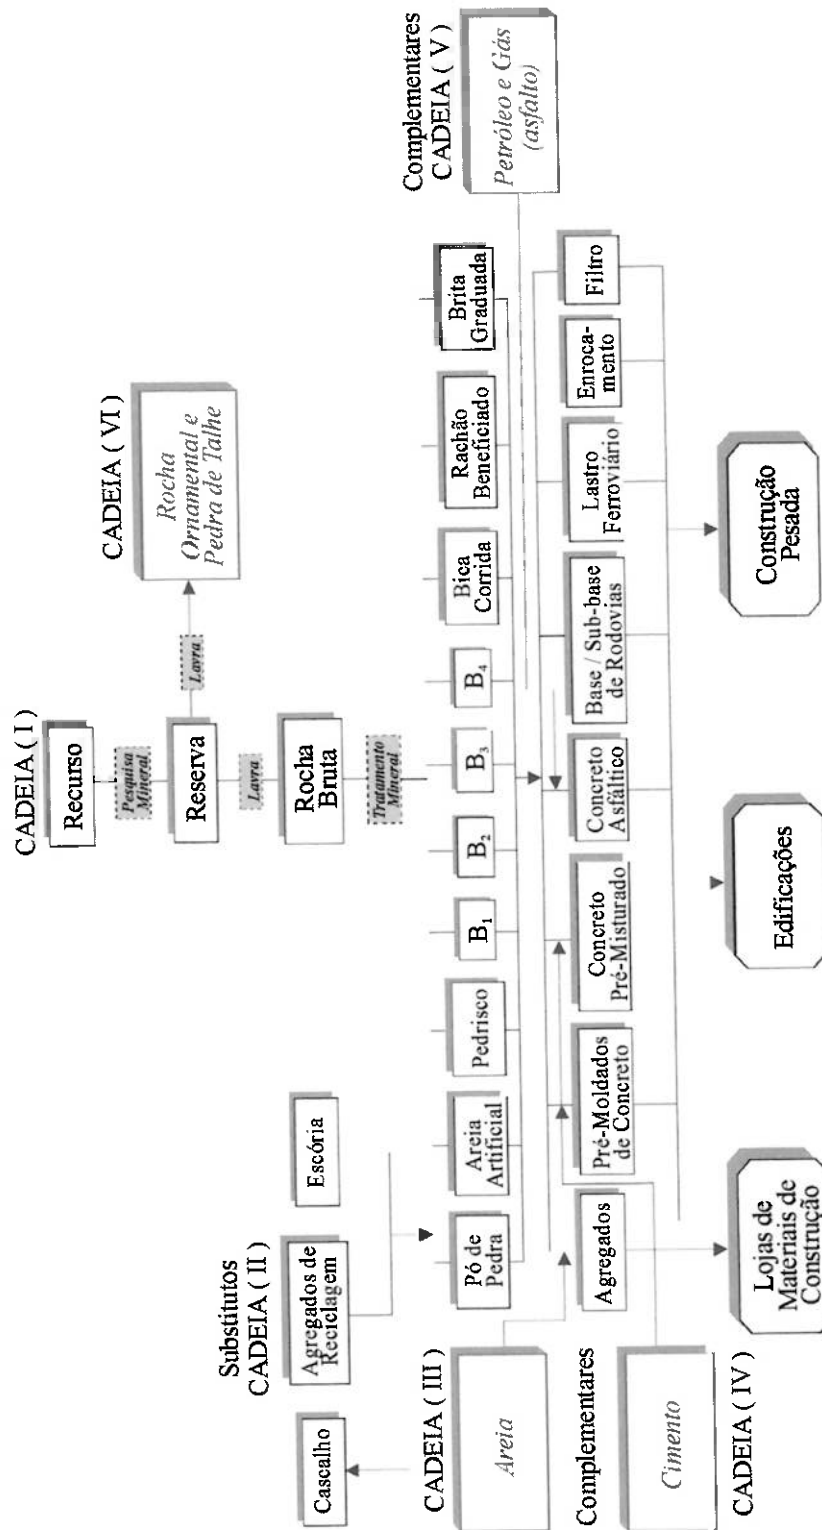 CADEIA ( I )
Recurso
Pesquisa
Mineral
Reserva
Lavra
Lavra
CADEIA ( VI )
Rocha
Ornamental e
Pedra de Talhe
Rocha
Bruta
Tratamento
Mineral
Substitutos
CADEIA ( II )
Cascalho
Agregados de
Reciclagem
Escória
Pó de
Pedra
Areia
Artificial
Pedrisco
B1
B2
B3
B4
Bica
Corrida
Rachão
Beneficiado
Brita
Graduada
CADEIA ( III )
Areia
Complementares
CADEIA ( V )
Petróleo e Gás
(asfalto)
Agregados
Pré-Moldados
de Concreto
Concreto
Pré-Misturado
Concreto
Asfáltico
Base / Sub-base
de Rodovias
Lastro
Ferroviário
Enroca-
mento
Filtro
Complementares
Cimento
CADEIA ( IV )
Lojas de
Materiais de
Construção
Edificações
Construção
Pesada